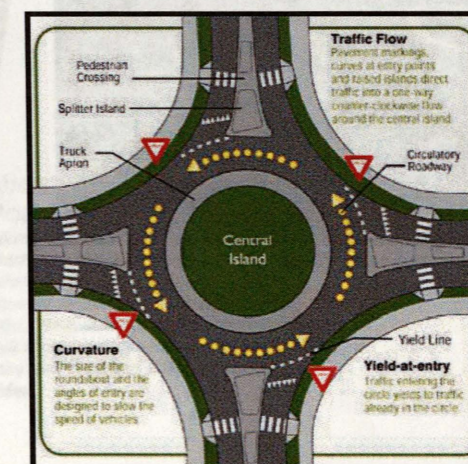 Traffic Flow
Pavement markings,
curves at entry points
and raised islands direct
traffic into a one-way
counter-clockwise flow
around the central island
Pedestrian
Crossing
Splitter Island
Truck
Apron
Circulatory
Roadway
Central
Island
Yield Line
Curvature
The size of the
roundabout and the
angles of entry are
designed to slow the
speed of vehicles
Yield-at-entry
Traffic entering the
circle yields to traffic
already in the circle